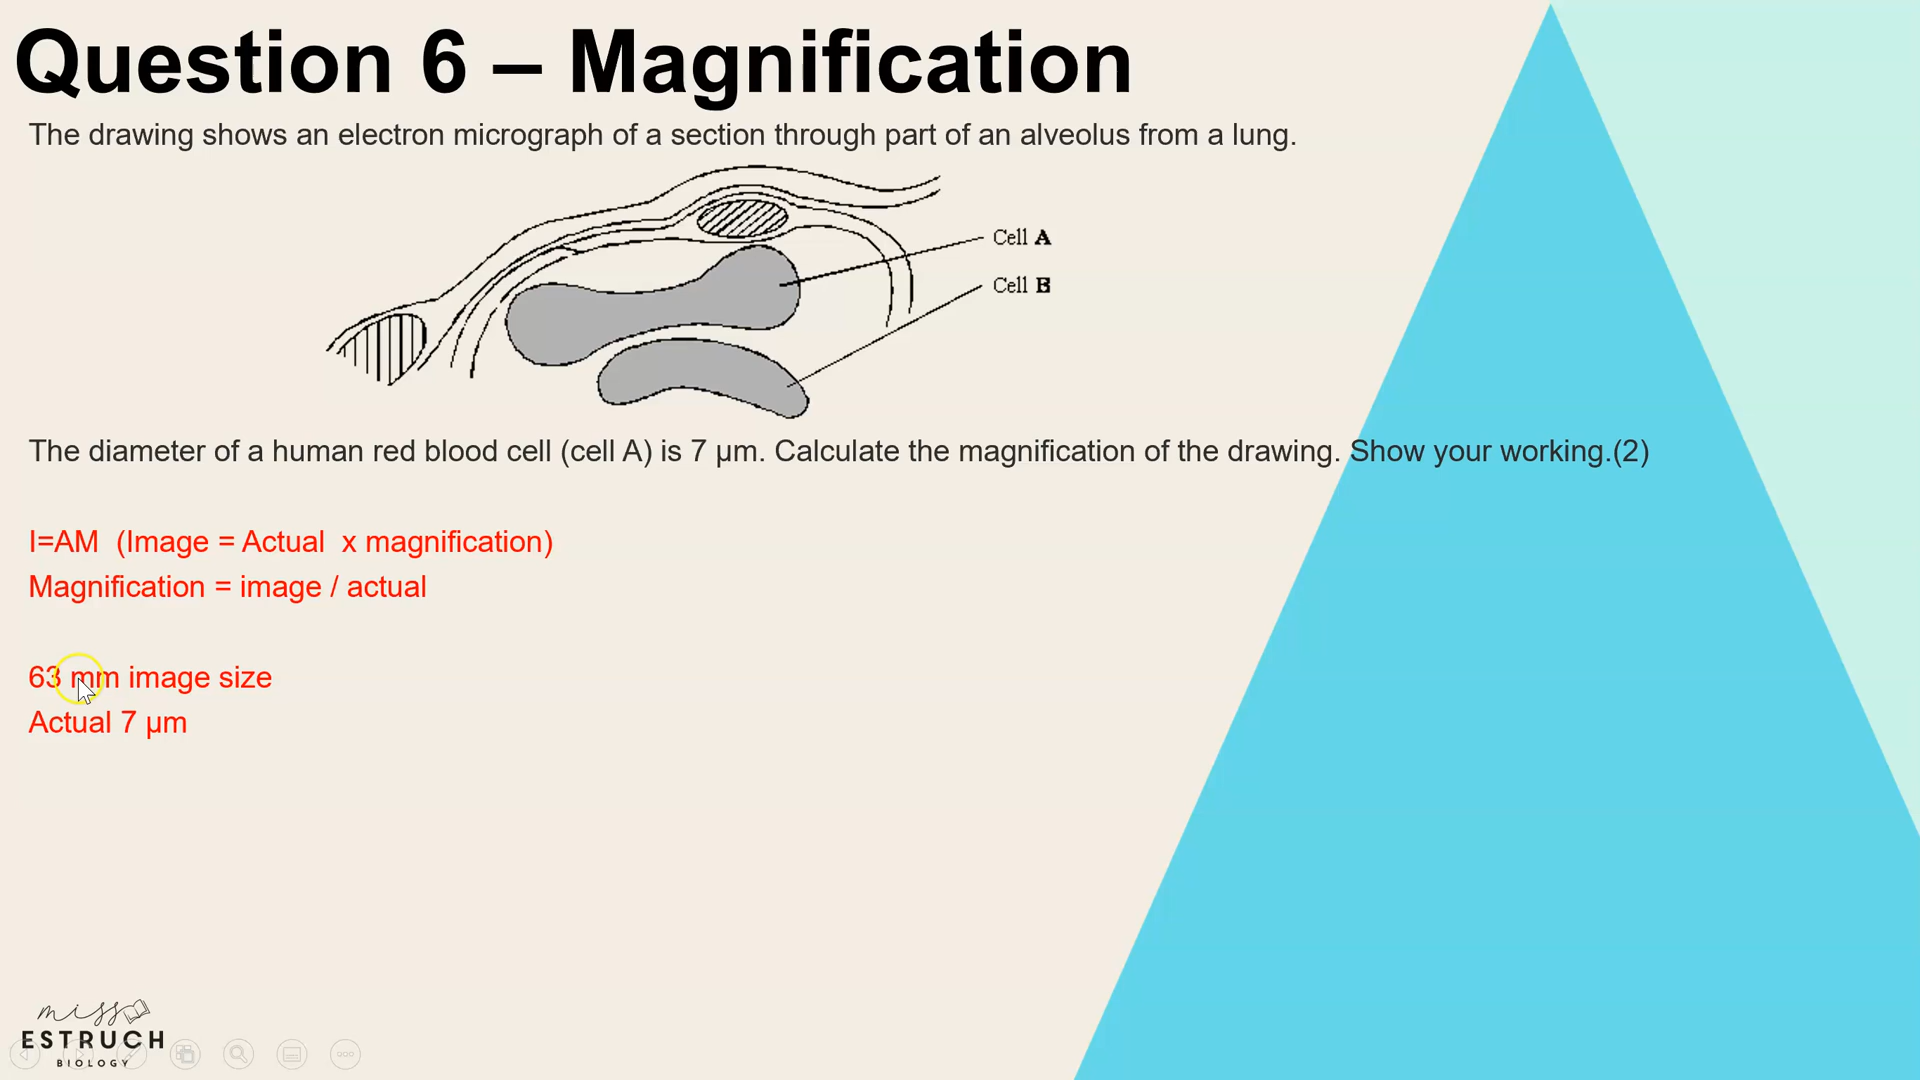 Question 6 – Magnification
The drawing shows an electron micrograph of a section through part of an alveolus from a lung.
Cell A
Cell B
The diameter of a human red blood cell (cell A) is 7 µm. Calculate the magnification of the drawing. Show your working.(2)
I=AM (Image = Actual x magnification)
Magnification = image / actual
63 mm image size
Actual 7 µm
miss
ESTRUCH
BIOLOGY